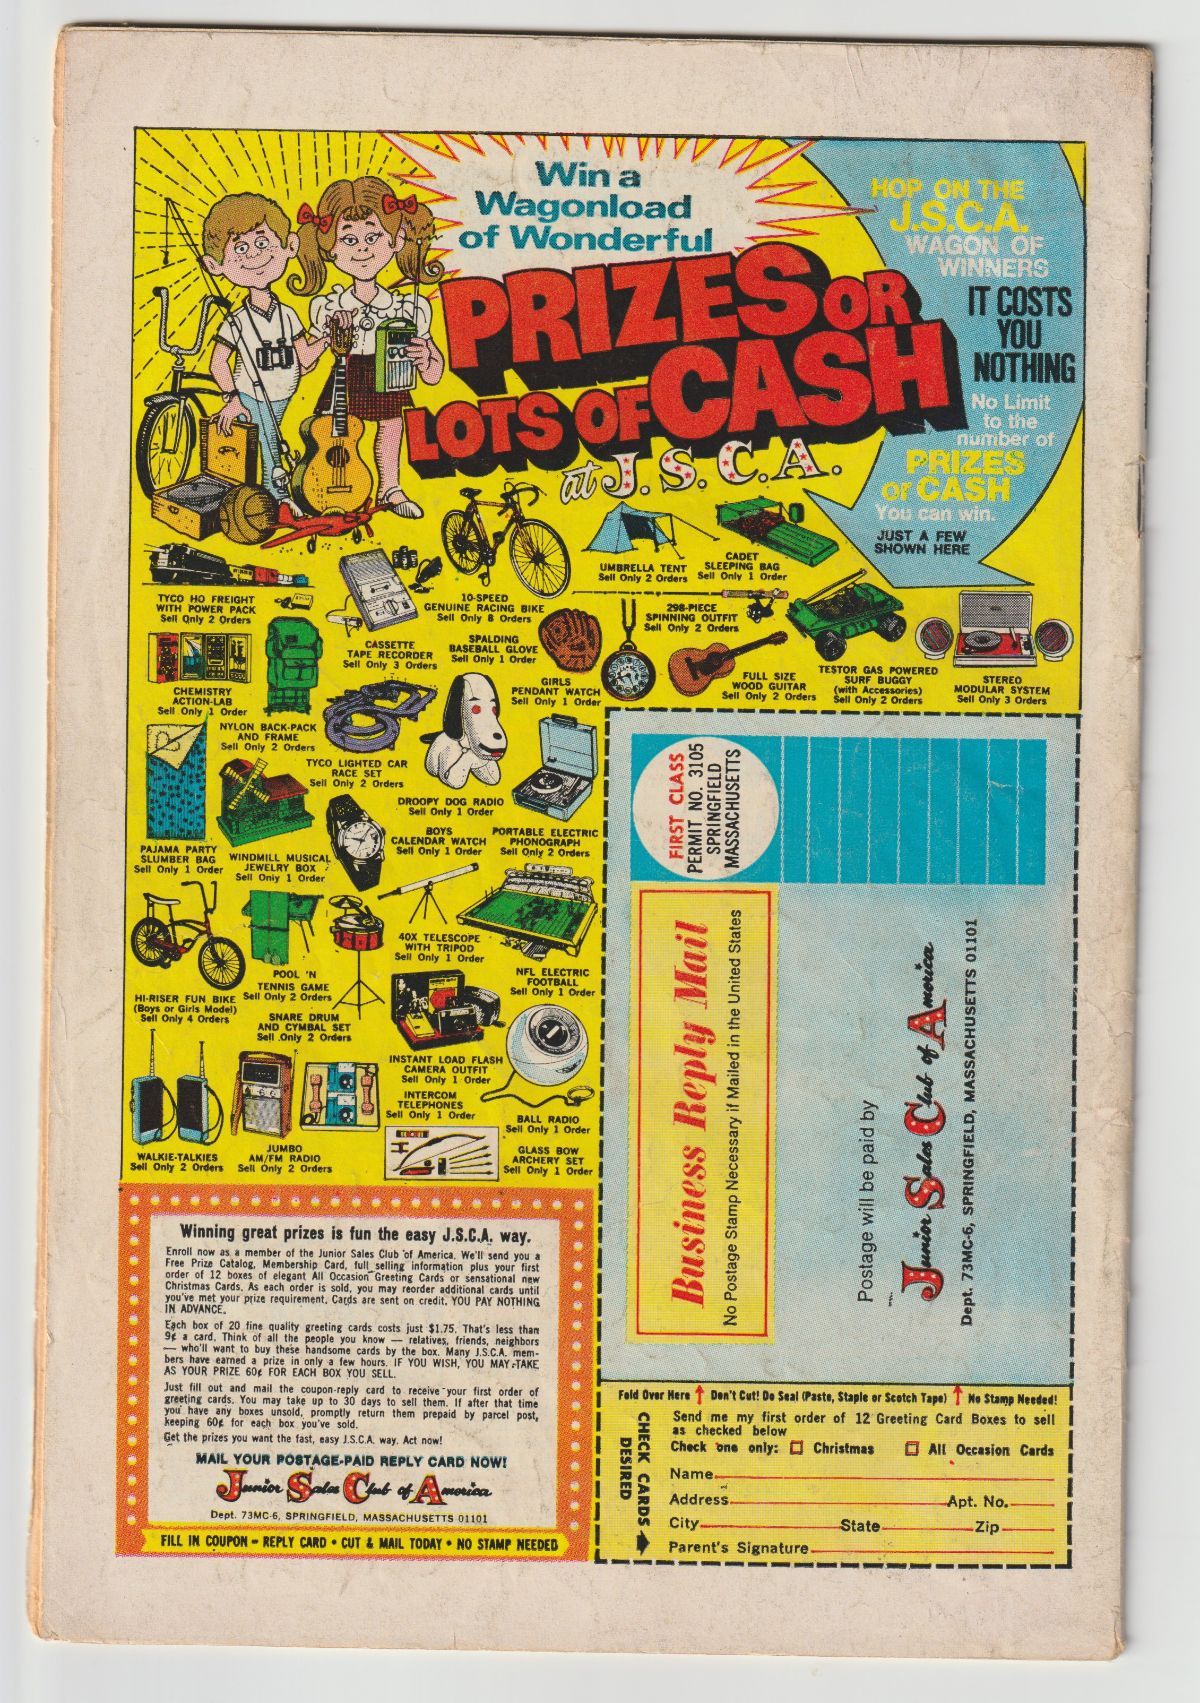 Win a
Wagonload
of Wonderful
PRIZES OR
LOTS OF CASH
at J.S.C.A.
HOP ON THE
J.S.C.A.
WAGON OF
WINNERS
IT COSTS
YOU
NOTHING
No Limit
to the
number of
PRIZES
or CASH
You can win.
JUST A FEW
SHOWN HERE
TYCO HO FREIGHT
WITH POWER PACK
Sell Only 2 Orders
CASSETTE
TAPE RECORDER
Sell Only 3 Orders
10-SPEED
GENUINE RACING BIKE
Sell Only 8 Orders
UMBRELLA TENT
Sell Only 2 Orders
CADET
SLEEPING BAG
Sell Only 1 Order
SPALDING
BASEBALL GLOVE
Sell Only 1 Order
298-PIECE
SPINNING OUTFIT
Sell Only 2 Orders
CHEMISTRY
ACTION-LAB
Sell Only 1 Order
GIRLS
PENDANT WATCH
Sell Only 1 Order
FULL SIZE
WOOD GUITAR
Sell Only 2 Orders
TESTOR GAS POWERED
SURF BUGGY
(with Accessories)
Sell Only 2 Orders
STEREO
MODULAR SYSTEM
Sell Only 3 Orders
NYLON BACK-PACK
AND FRAME
Sell Only 2 Orders
TYCO LIGHTED CAR
RACE SET
Sell Only 2 Orders
DROOPY DOG RADIO
Sell Only 1 Order
PAJAMA PARTY
SLUMBER BAG
Sell Only 1 Order
WINDMILL MUSICAL
JEWELRY BOX
Sell Only 1 Order
BOYS
CALENDAR WATCH
Sell Only 1 Order
PORTABLE ELECTRIC
PHONOGRAPH
Sell Only 2 Orders
40X TELESCOPE
WITH TRIPOD
Sell Only 1 Order
NFL ELECTRIC
FOOTBALL
Sell Only 1 Order
HI-RISER FUN BIKE
(Boys or Girls Model)
Sell Only 4 Orders
POOL 'N
TENNIS GAME
Sell Only 2 Orders
SNARE DRUM
AND CYMBAL SET
Sell Only 2 Orders
INSTANT LOAD FLASH
CAMERA OUTFIT
Sell Only 1 Order
INTERCOM
TELEPHONES
Sell Only 1 Order
BALL RADIO
Sell Only 1 Order
WALKIE-TALKIES
Sell Only 2 Orders
JUMBO
AM/FM RADIO
Sell Only 2 Orders
GLASS BOW
ARCHERY SET
Sell Only 1 Order
Winning great prizes is fun the easy J.S.C.A. way.
Enroll now as a member of the Junior Sales Club of America. We'll send you a
Free Prize Catalog, Membership Card, full selling information plus your first
order of 12 boxes of elegant All Occasion Greeting Cards or sensational new
Christmas Cards. As each order is sold, you may reorder additional cards until
you've met your prize requirement. Cards are sent on credit. YOU PAY NOTHING
IN ADVANCE.
Each box of 20 fine quality greeting cards costs just $1.75. That's less than
9¢ a card. Think of all the people you know — relatives, friends, neighbors
— who'll want to buy these handsome cards by the box. Many J.S.C.A. mem-
bers have earned a prize in only a few hours. IF YOU WISH, YOU MAY TAKE
AS YOUR PRIZE 60¢ FOR EACH BOX YOU SELL.
Just fill out and mail the coupon-reply card to receive your first order of
greeting cards. You may take up to 30 days to sell them. If after that time
you have any boxes unsold, promptly return them prepaid by parcel post,
keeping 60¢ for each box you've sold.
Get the prizes you want the fast, easy J.S.C.A. way. Act now!
MAIL YOUR POSTAGE-PAID REPLY CARD NOW!
Junior Sales Club of America
Dept. 73MC-6, SPRINGFIELD, MASSACHUSETTS 01101
FILL IN COUPON - REPLY CARD • CUT & MAIL TODAY • NO STAMP NEEDED
FIRST CLASS
PERMIT NO. 3105
SPRINGFIELD
MASSACHUSETTS
Business Reply Mail
No Postage Stamp Necessary if Mailed in the United States
Postage will be paid by
Junior Sales Club of America
Dept. 73MC-6, SPRINGFIELD, MASSACHUSETTS 01101
Fold Over Here ↑ Don't Cut! Do Seal (Paste, Staple or Scotch Tape) ↑ No Stamp Needed!
CHECK CARDS
DESIRED
Send me my first order of 12 Greeting Card Boxes to sell
as checked below
Check one only: □ Christmas □ All Occasion Cards
Name
Address Apt. No.
City State Zip
Parent's Signature